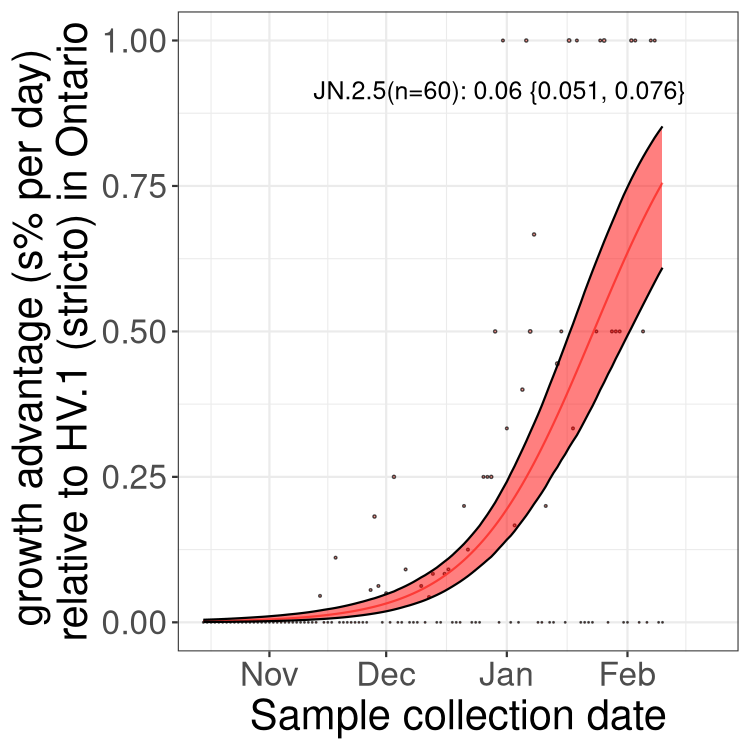 growth advantage (s% per day)
relative to HV.1 (stricto) in Ontario
1.00
0.75
0.50
0.25
0.00
JN.2.5(n=60): 0.06 {0.051, 0.076}
Nov Dec Jan Feb
Sample collection date